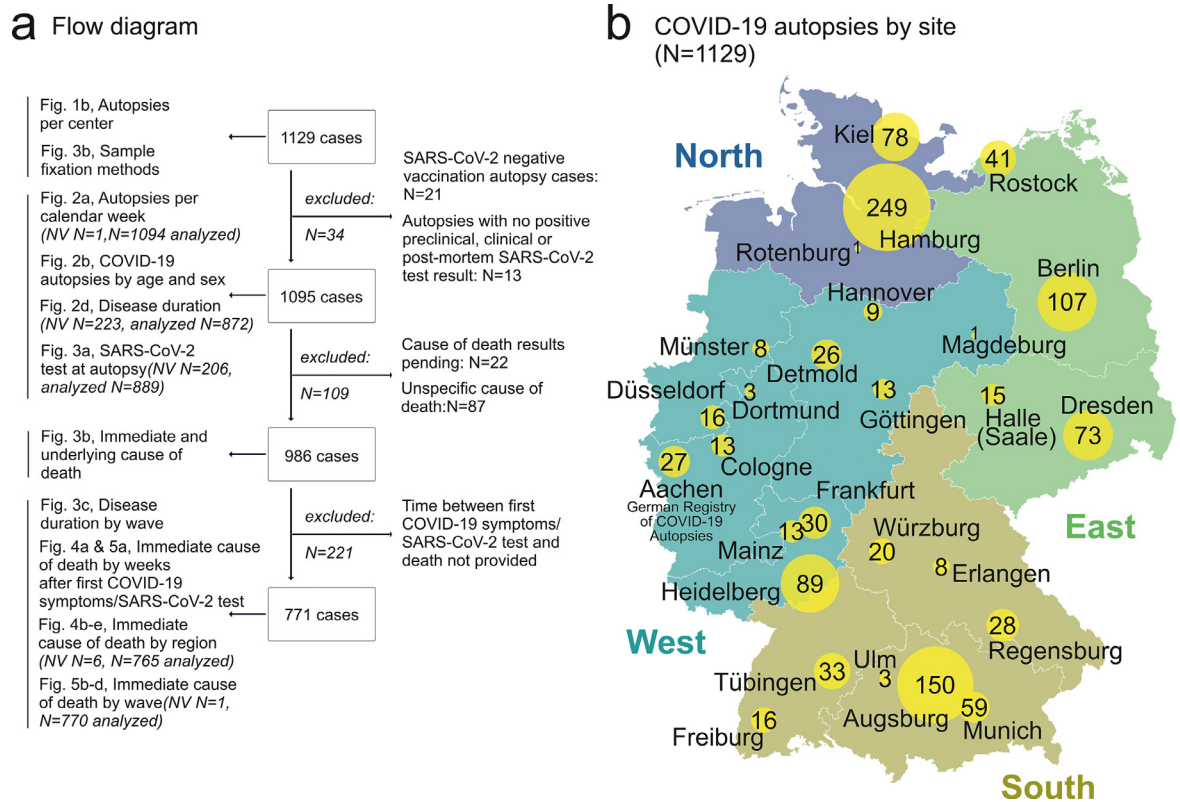 a Flow diagram
Fig. 1b, Autopsies
per center
Fig. 3b, Sample
fixation methods
1129 cases
excluded:
N=34
SARS-CoV-2 negative
vaccination autopsy cases:
N=21
Autopsies with no positive
preclinical, clinical or
post-mortem SARS-CoV-2
test result: N=13
Fig. 2a, Autopsies per
calendar week
(NV N=1,N=1094 analyzed)
Fig. 2b, COVID-19
autopsies by age and sex
Fig. 2d, Disease duration
(NV N=223, analyzed N=872)
Fig. 3a, SARS-CoV-2
test at autopsy(NV N=206,
analyzed N=889)
1095 cases
excluded:
N=109
Cause of death results
pending: N=22
Unspecific cause of
death:N=87
Fig. 3b, Immediate and
underlying cause of
death
986 cases
excluded:
N=221
Time between first
COVID-19 symptoms/
SARS-CoV-2 test and
death not provided
Fig. 3c, Disease
duration by wave
Fig. 4a & 5a, Immediate cause
of death by weeks
after first COVID-19
symptoms/SARS-CoV-2 test
Fig. 4b-e, Immediate
cause of death by region
(NV N=6, N=765 analyzed)
Fig. 5b-d, Immediate cause
of death by wave(NV N=1,
N=770 analyzed)
771 cases
b COVID-19 autopsies by site
(N=1129)
North
Kiel 78
41
Rostock
249
Hamburg
Rotenburg 1
Berlin
107
Hannover
9
1
Magdeburg
Münster 8
26
Detmold
Düsseldorf
16
3
Dortmund
13
Göttingen
15
Halle
(Saale)
Dresden
73
13
Cologne
27
Aachen
German Registry
of COVID-19
Autopsies
Frankfurt
30
13
Mainz
Würzburg
20
East
8 Erlangen
Heidelberg 89
West
28
Regensburg
Tübingen 33
Ulm
3
150
Augsburg
59
Munich
16
Freiburg
South